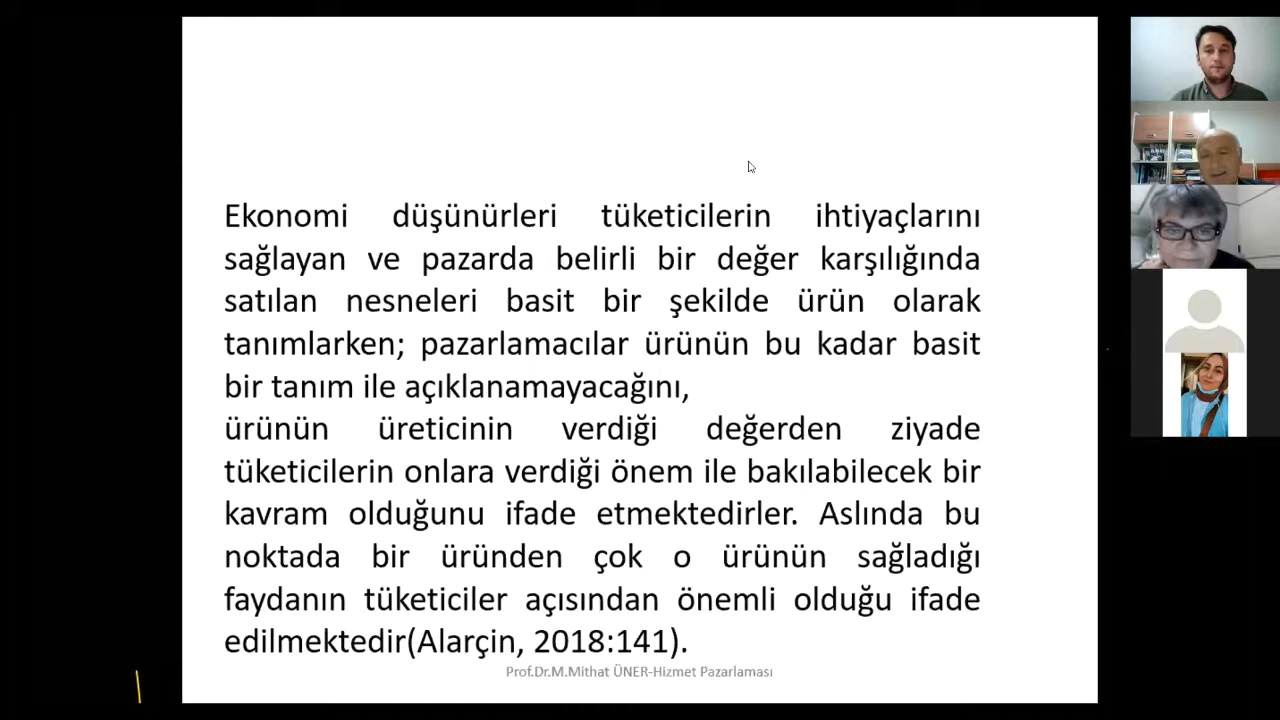 Ekonomi düşünürleri tüketicilerin ihtiyaçlarını
sağlayan ve pazarda belirli bir değer karşılığında
satılan nesneleri basit bir şekilde ürün olarak
tanımlarken; pazarlamacılar ürünün bu kadar basit
bir tanım ile açıklanamayacağını,
ürünün üreticinin verdiği değerden ziyade
tüketicilerin onlara verdiği önem ile bakılabilecek bir
kavram olduğunu ifade etmektedirler. Aslında bu
noktada bir üründen çok o ürünün sağladığı
faydanın tüketiciler açısından önemli olduğu ifade
edilmektedir(Alarçin, 2018:141).
Prof.Dr.M.Mithat ÜNER-Hizmet Pazarlaması